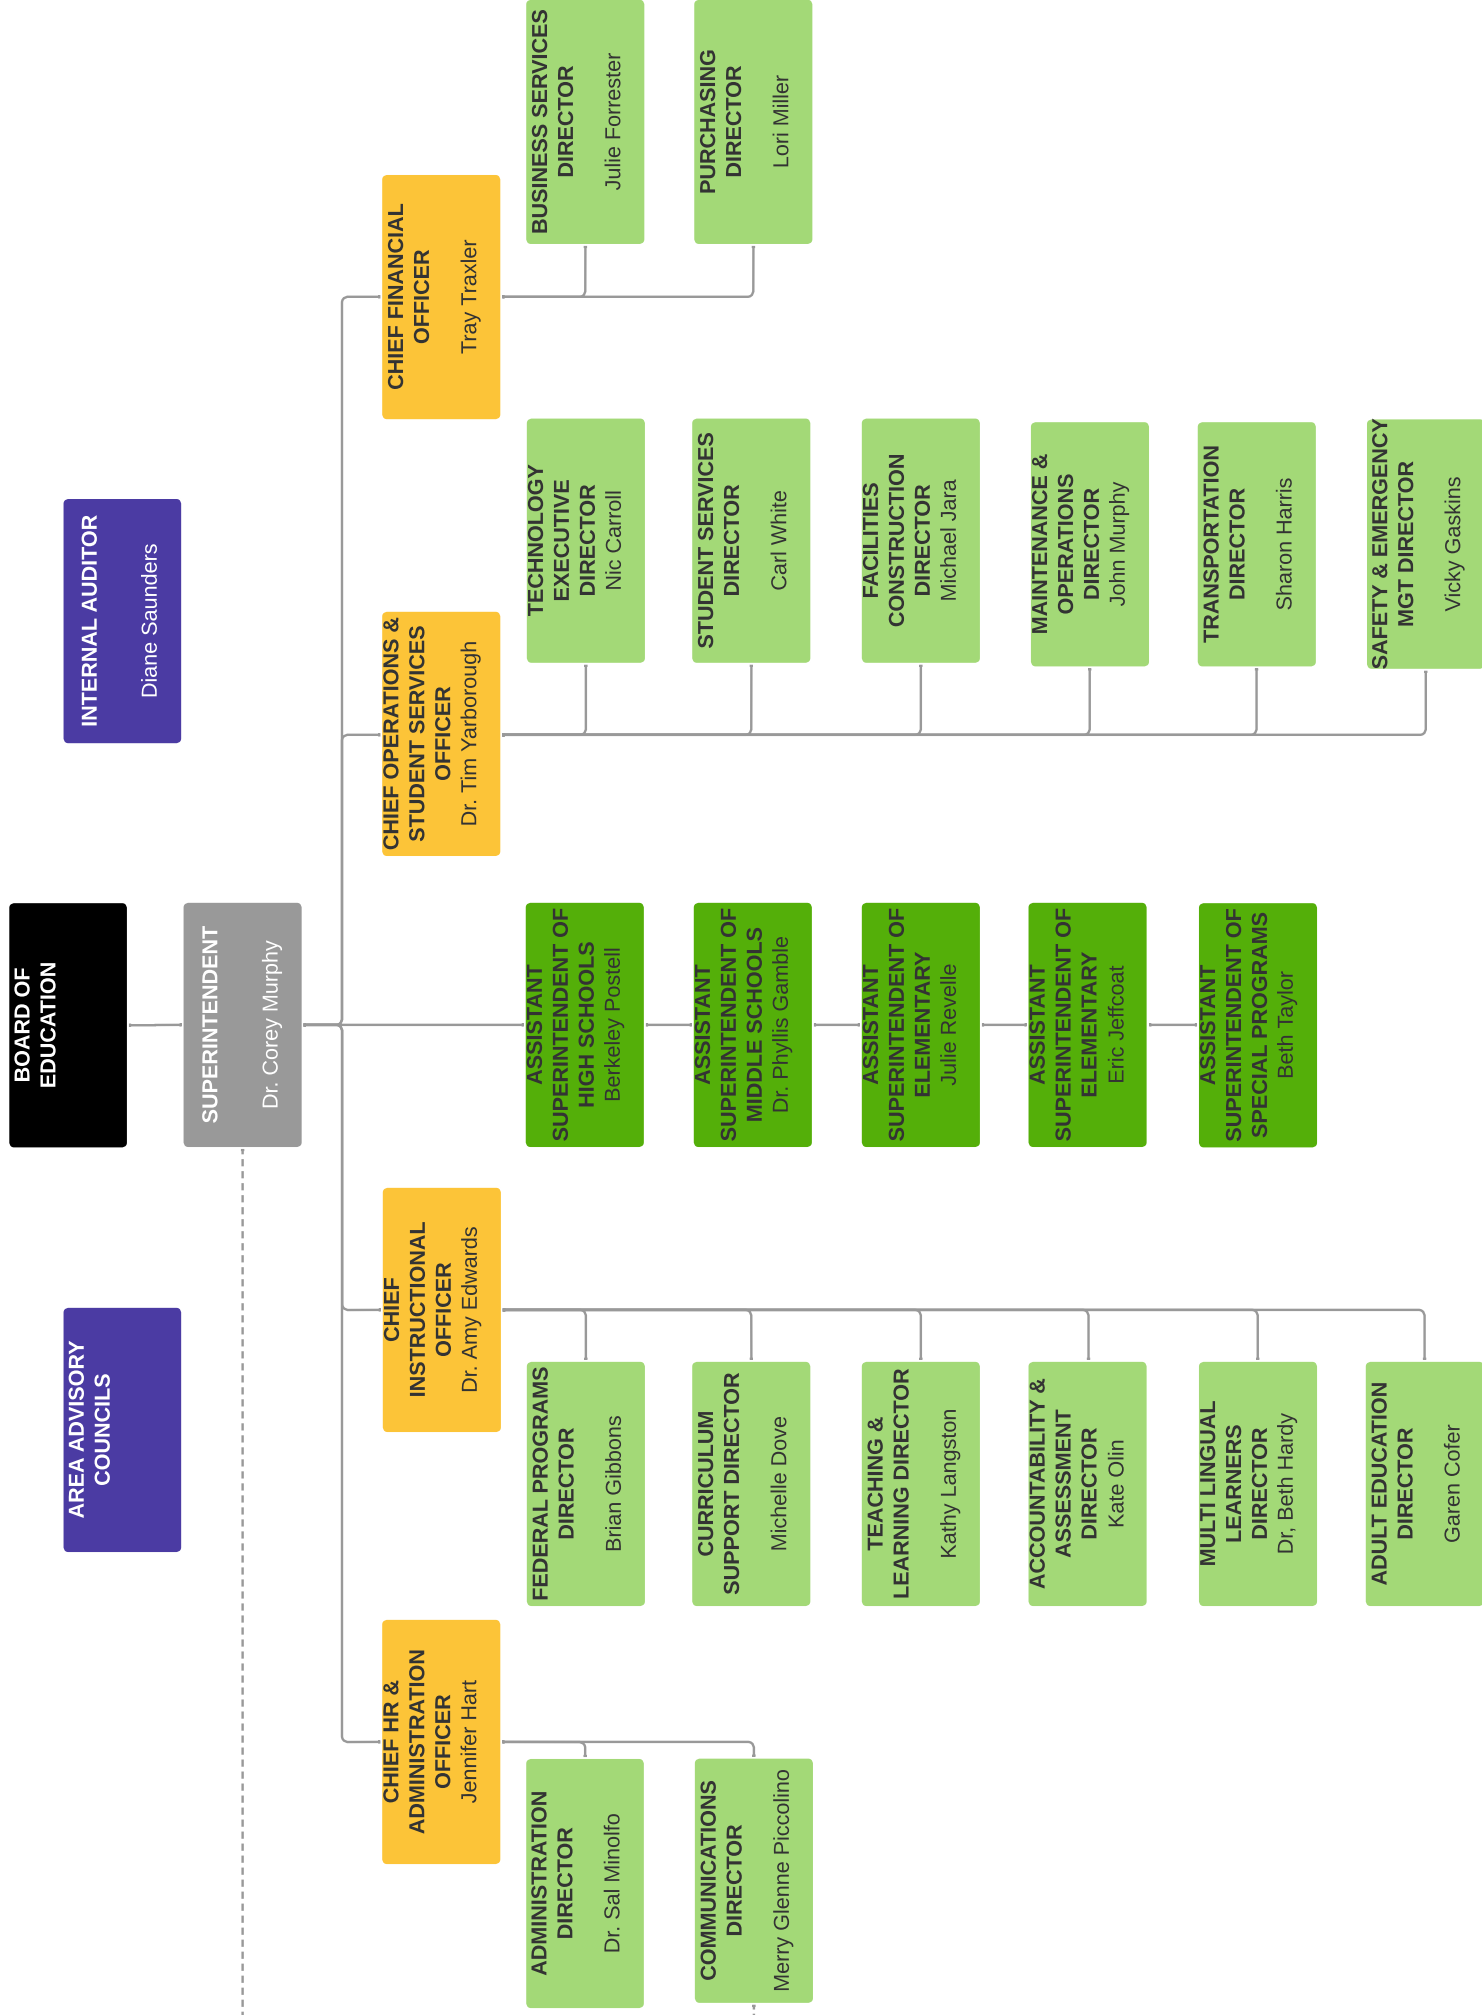 BOARD OF
EDUCATION
AREA ADVISORY
COUNCILS
INTERNAL AUDITOR
Diane Saunders
SUPERINTENDENT
Dr. Corey Murphy
CHIEF HR &
ADMINISTRATION
OFFICER
Jennifer Hart
CHIEF
INSTRUCTIONAL
OFFICER
Dr. Amy Edwards
CHIEF OPERATIONS &
STUDENT SERVICES
OFFICER
Dr. Tim Yarborough
CHIEF FINANCIAL
OFFICER
Tray Traxler
ADMINISTRATION
DIRECTOR
Dr. Sal Minolfo
FEDERAL PROGRAMS
DIRECTOR
Brian Gibbons
ASSISTANT
SUPERINTENDENT OF
HIGH SCHOOLS
Berkeley Postell
TECHNOLOGY
EXECUTIVE
DIRECTOR
Nic Carroll
BUSINESS SERVICES
DIRECTOR
Julie Forrester
COMMUNICATIONS
DIRECTOR
Merry Glenne Piccolino
CURRICULUM
SUPPORT DIRECTOR
Michelle Dove
ASSISTANT
SUPERINTENDENT OF
MIDDLE SCHOOLS
Dr. Phyllis Gamble
STUDENT SERVICES
DIRECTOR
Carl White
PURCHASING
DIRECTOR
Lori Miller
TEACHING &
LEARNING DIRECTOR
Kathy Langston
ASSISTANT
SUPERINTENDENT OF
ELEMENTARY
Julie Revelle
FACILITIES
CONSTRUCTION
DIRECTOR
Michael Jara
ACCOUNTABILITY &
ASSESSMENT
DIRECTOR
Kate Olin
ASSISTANT
SUPERINTENDENT OF
ELEMENTARY
Eric Jeffcoat
MAINTENANCE &
OPERATIONS
DIRECTOR
John Murphy
MULTI LINGUAL
LEARNERS
DIRECTOR
Dr, Beth Hardy
ASSISTANT
SUPERINTENDENT OF
SPECIAL PROGRAMS
Beth Taylor
TRANSPORTATION
DIRECTOR
Sharon Harris
ADULT EDUCATION
DIRECTOR
Garen Cofer
SAFETY & EMERGENCY
MGT DIRECTOR
Vicky Gaskins